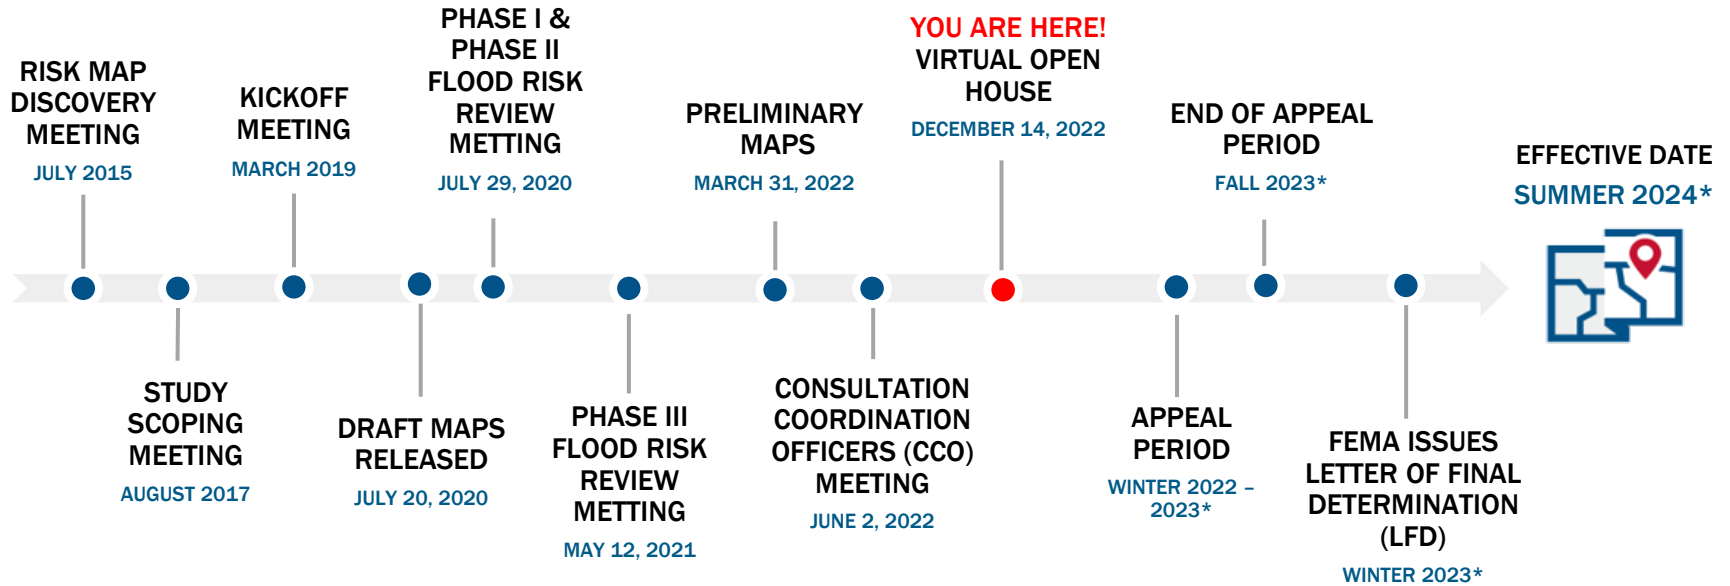 RISK MAP
DISCOVERY
MEETING
JULY 2015
STUDY
SCOPING
MEETING
AUGUST 2017
KICKOFF
MEETING
MARCH 2019
DRAFT MAPS
RELEASED
JULY 20, 2020
PHASE I &
PHASE II
FLOOD RISK
REVIEW
METTING
JULY 29, 2020
PHASE III
FLOOD RISK
REVIEW
METTING
MAY 12, 2021
PRELIMINARY
MAPS
MARCH 31, 2022
CONSULTATION
COORDINATION
OFFICERS (CCO)
MEETING
JUNE 2, 2022
YOU ARE HERE!
VIRTUAL OPEN
HOUSE
DECEMBER 14, 2022
APPEAL
PERIOD
WINTER 2022 –
2023*
END OF APPEAL
PERIOD
FALL 2023*
FEMA ISSUES
LETTER OF FINAL
DETERMINATION
(LFD)
WINTER 2023*
EFFECTIVE DATE
SUMMER 2024*